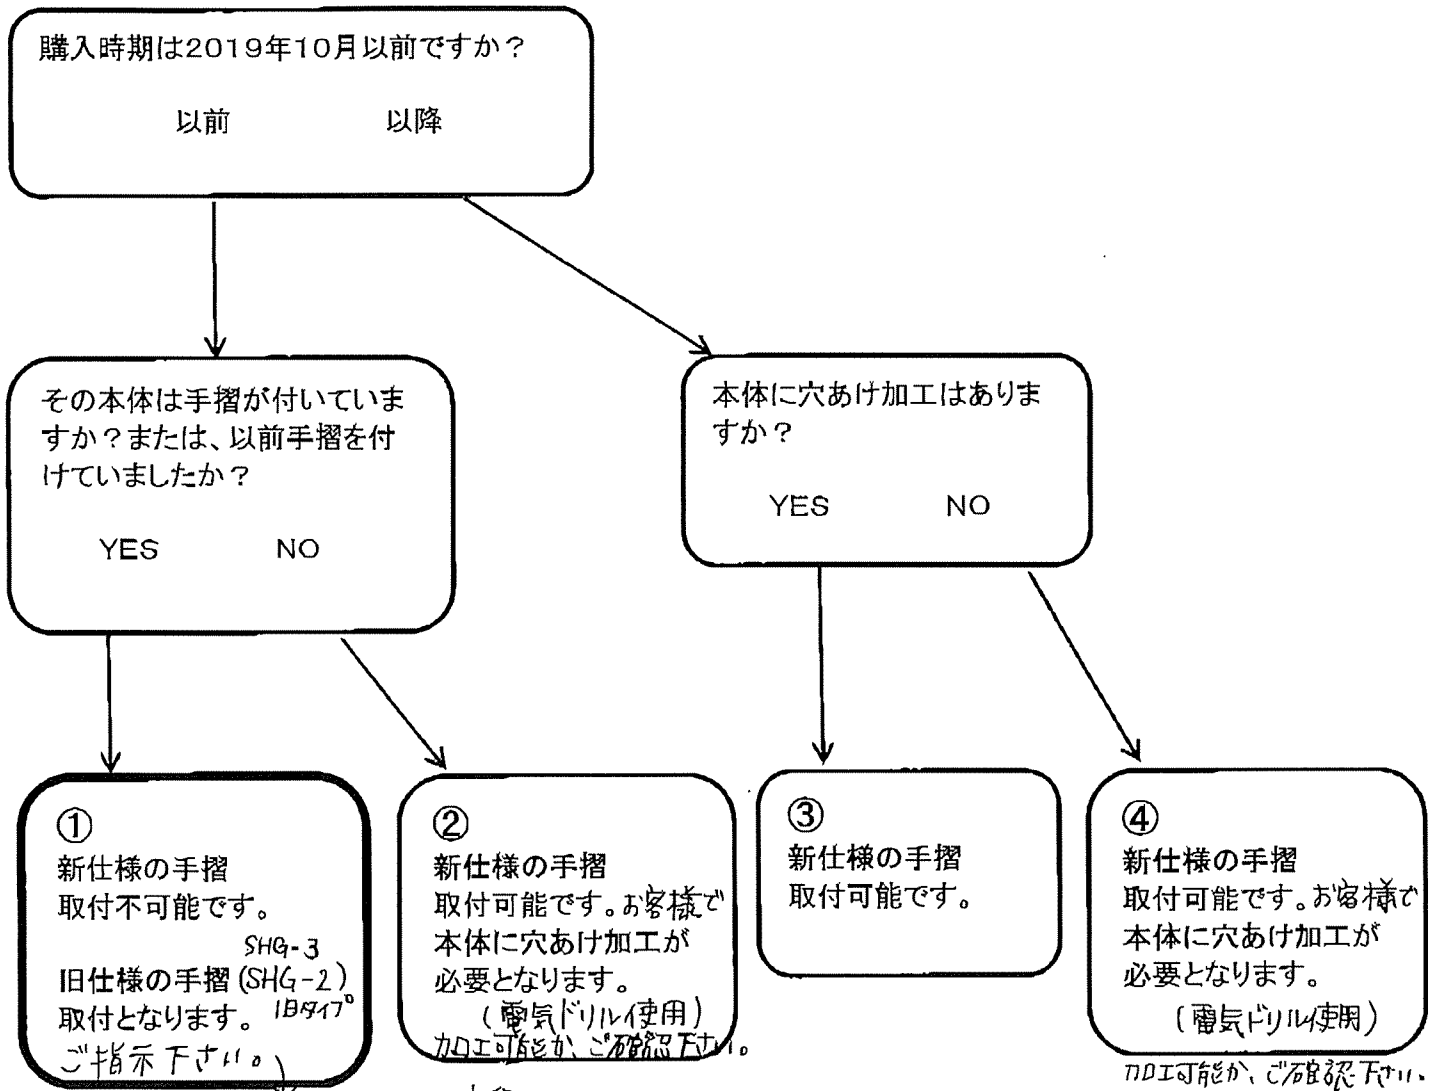 購入時期は2019年10月以前ですか?
以前 以降
その本体は手摺が付いていま
すか?または、以前手摺を付
けていましたか?
YES NO
本体に穴あけ加工はありま
すか?
YES NO
①
新仕様の手摺
取付不可能です。
SHG-3
旧仕様の手摺(SHG-2)
取付となります。旧タイプ
ご指示下さい。
②
新仕様の手摺
取付可能です。お客様で
本体に穴あけ加工が
必要となります。
(電気ドリル使用)
加工可能か、ご確認下さい。
③
新仕様の手摺
取付可能です。
④
新仕様の手摺
取付可能です。お客様で
本体に穴あけ加工が
必要となります。
(電気ドリル使用)
加工可能か、ご確認下さい。